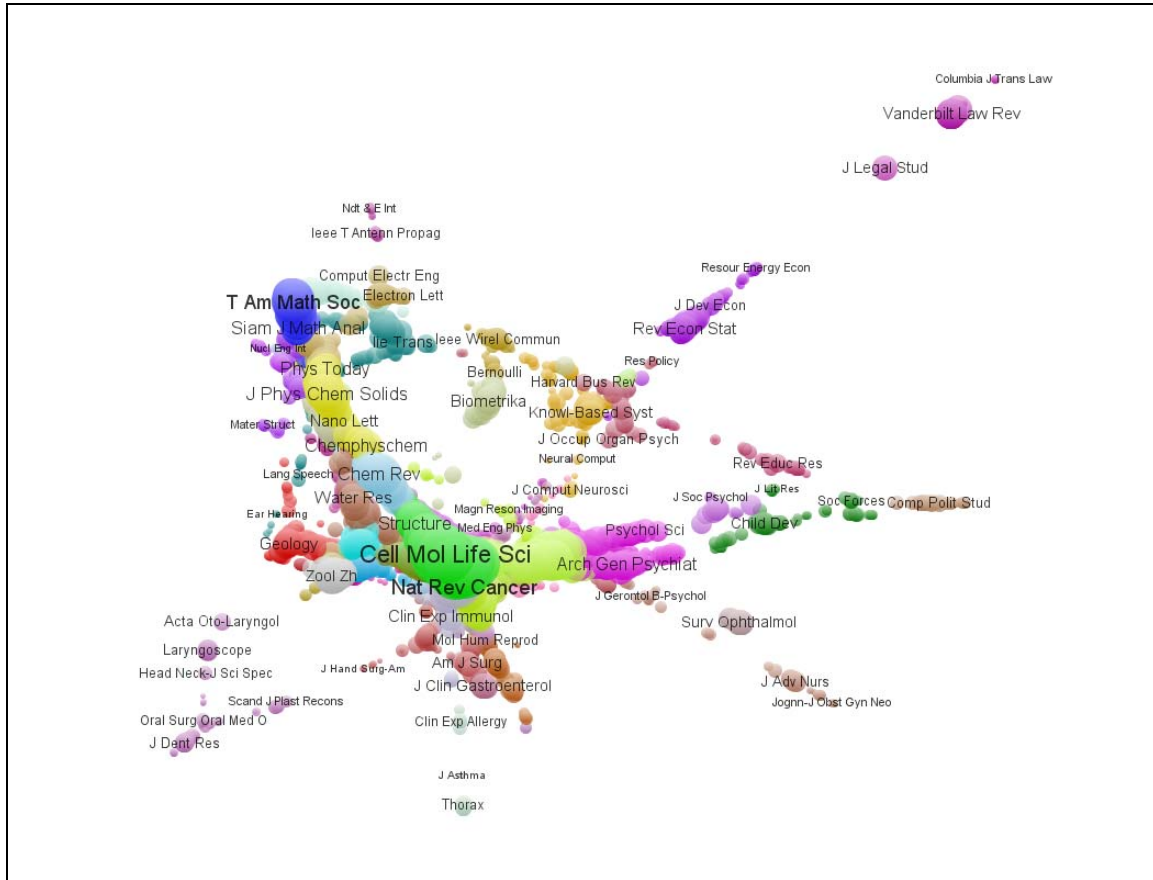 Columbia J Trans Law
Vanderbilt Law Rev
J Legal Stud
Ndt & E Int
Ieee T Antenn Propag
Resour Energy Econ
Comput Electr Eng
Electron Lett
T Am Math Soc
J Dev Econ
Siam J Math Anal
Rev Econ Stat
Iie Trans
Ieee Wirel Commun
Nucl Eng Int
Res Policy
Phys Today
Bernoulli
Harvard Bus Rev
J Phys Chem Solids
Biometrika
Knowl-Based Syst
Nano Lett
Mater Struct
Chemphyschem
J Occup Organ Psych
Neural Comput
Rev Educ Res
Lang Speech
Chem Rev
J Comput Neurosci
J Lit Res
Water Res
J Soc Psychol
Soc Forces
Comp Polit Stud
Magn Reson Imaging
Ear Hearing
Structure
Med Eng Phys
Psychol Sci
Child Dev
Geology
Cell Mol Life Sci
Arch Gen Psychiat
Zool Zh
Nat Rev Cancer
J Gerontol B-Psychol
Clin Exp Immunol
Acta Oto-Laryngol
Surv Ophthalmol
Mol Hum Reprod
Laryngoscope
Am J Surg
J Hand Surg-Am
Head Neck-J Sci Spec
J Clin Gastroenterol
J Adv Nurs
Scand J Plast Recons
Jognn-J Obst Gyn Neo
Oral Surg Oral Med O
Clin Exp Allergy
J Dent Res
J Asthma
Thorax